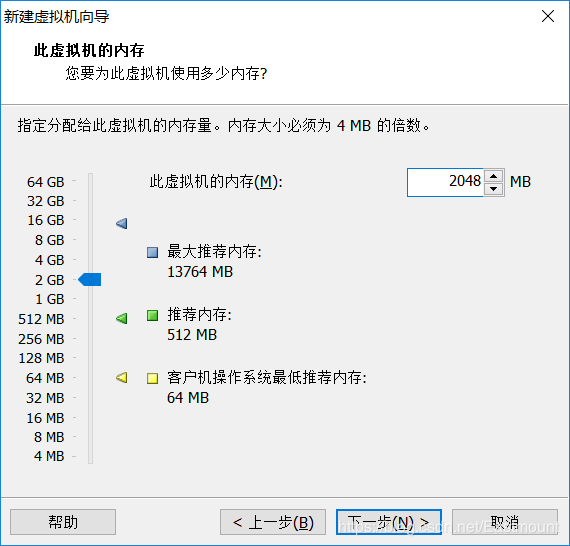 新建虚拟机向导
此虚拟机的内存
您要为此虚拟机使用多少内存?
指定分配给此虚拟机的内存量。内存大小必须为 4 MB 的倍数。
64 GB
32 GB
16 GB
8 GB
4 GB
2 GB
1 GB
512 MB
256 MB
128 MB
64 MB
32 MB
16 MB
8 MB
4 MB
此虚拟机的内存(M):
2048 MB
最大推荐内存:
13764 MB
推荐内存:
512 MB
客户机操作系统最低推荐内存:
64 MB
帮助
< 上一步(B)
下一步(N) >
取消